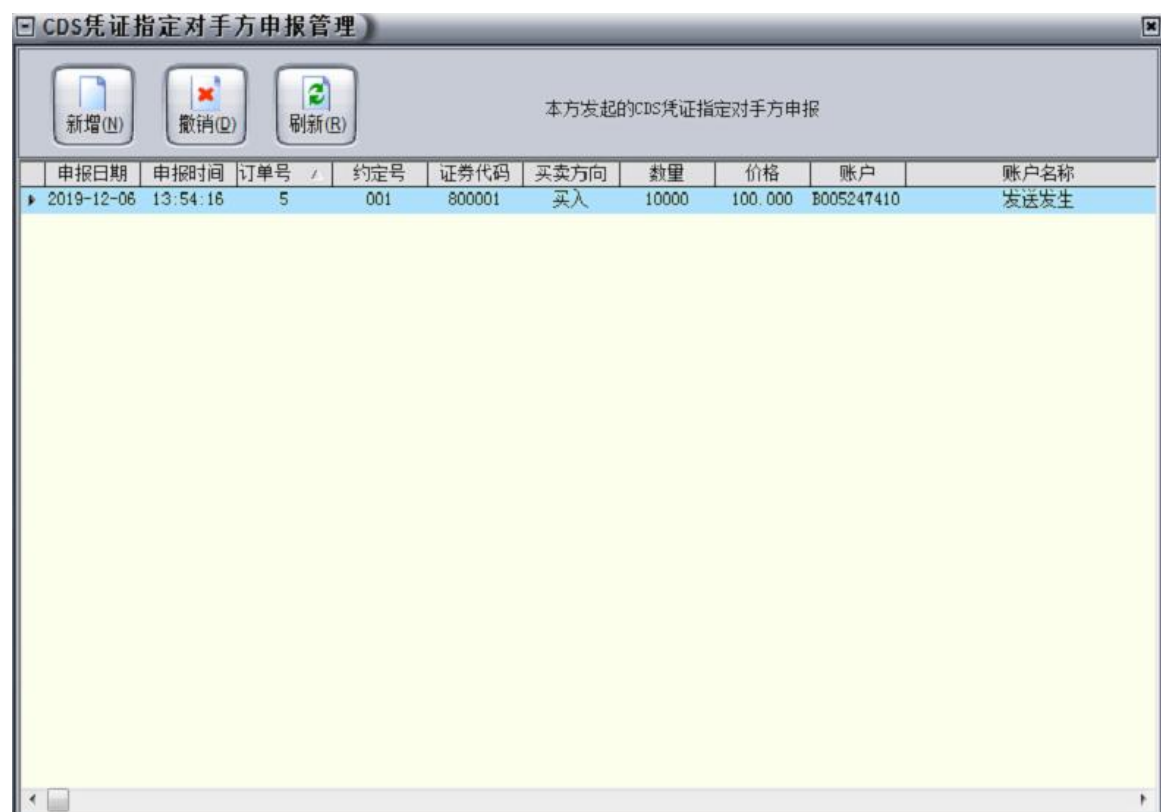 CDS凭证指定对手方申报管理
新增(N) 撤销(D) 刷新(R) 本方发起的CDS凭证指定对手方申报
申报日期 申报时间 订单号 约定号 证券代码 买卖方向 数量 价格 账户 账户名称
2019-12-06 13:54:16 5 001 800001 买入 10000 100.000 B005247410 发送发生